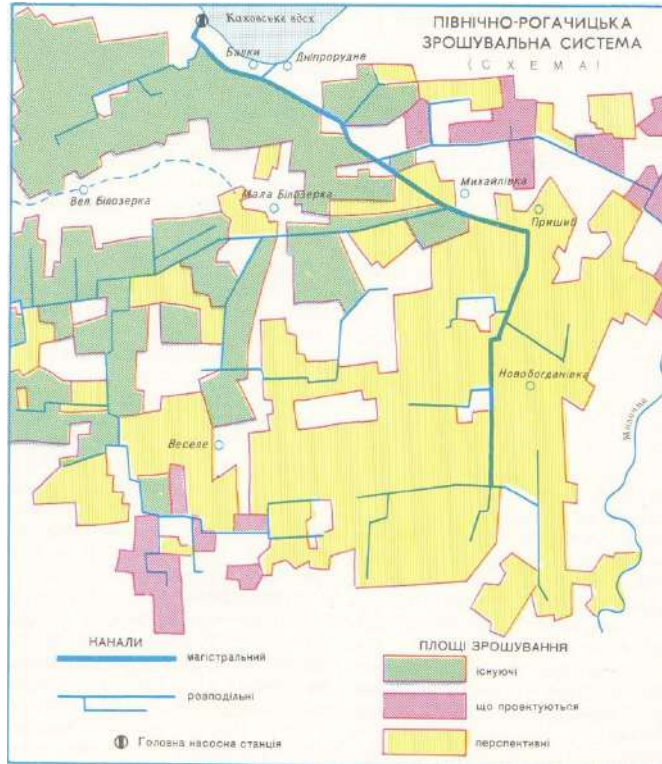 ПІВНІЧНО-РОГАЧИЦЬКА
ЗРОШУВАЛЬНА СИСТЕМА
(СХЕМА)
Каховське вдсх
Балки
Дніпрорудне
Вел. Білозерка
Мала Білозерка
Михайлівка
Пришиб
Новобогданівка
Веселе
Молочна
КАНАЛИ
магістральний
розподільні
Головна насосна станція
ПЛОЩІ ЗРОШУВАННЯ
існуючі
що проектуються
перспективні